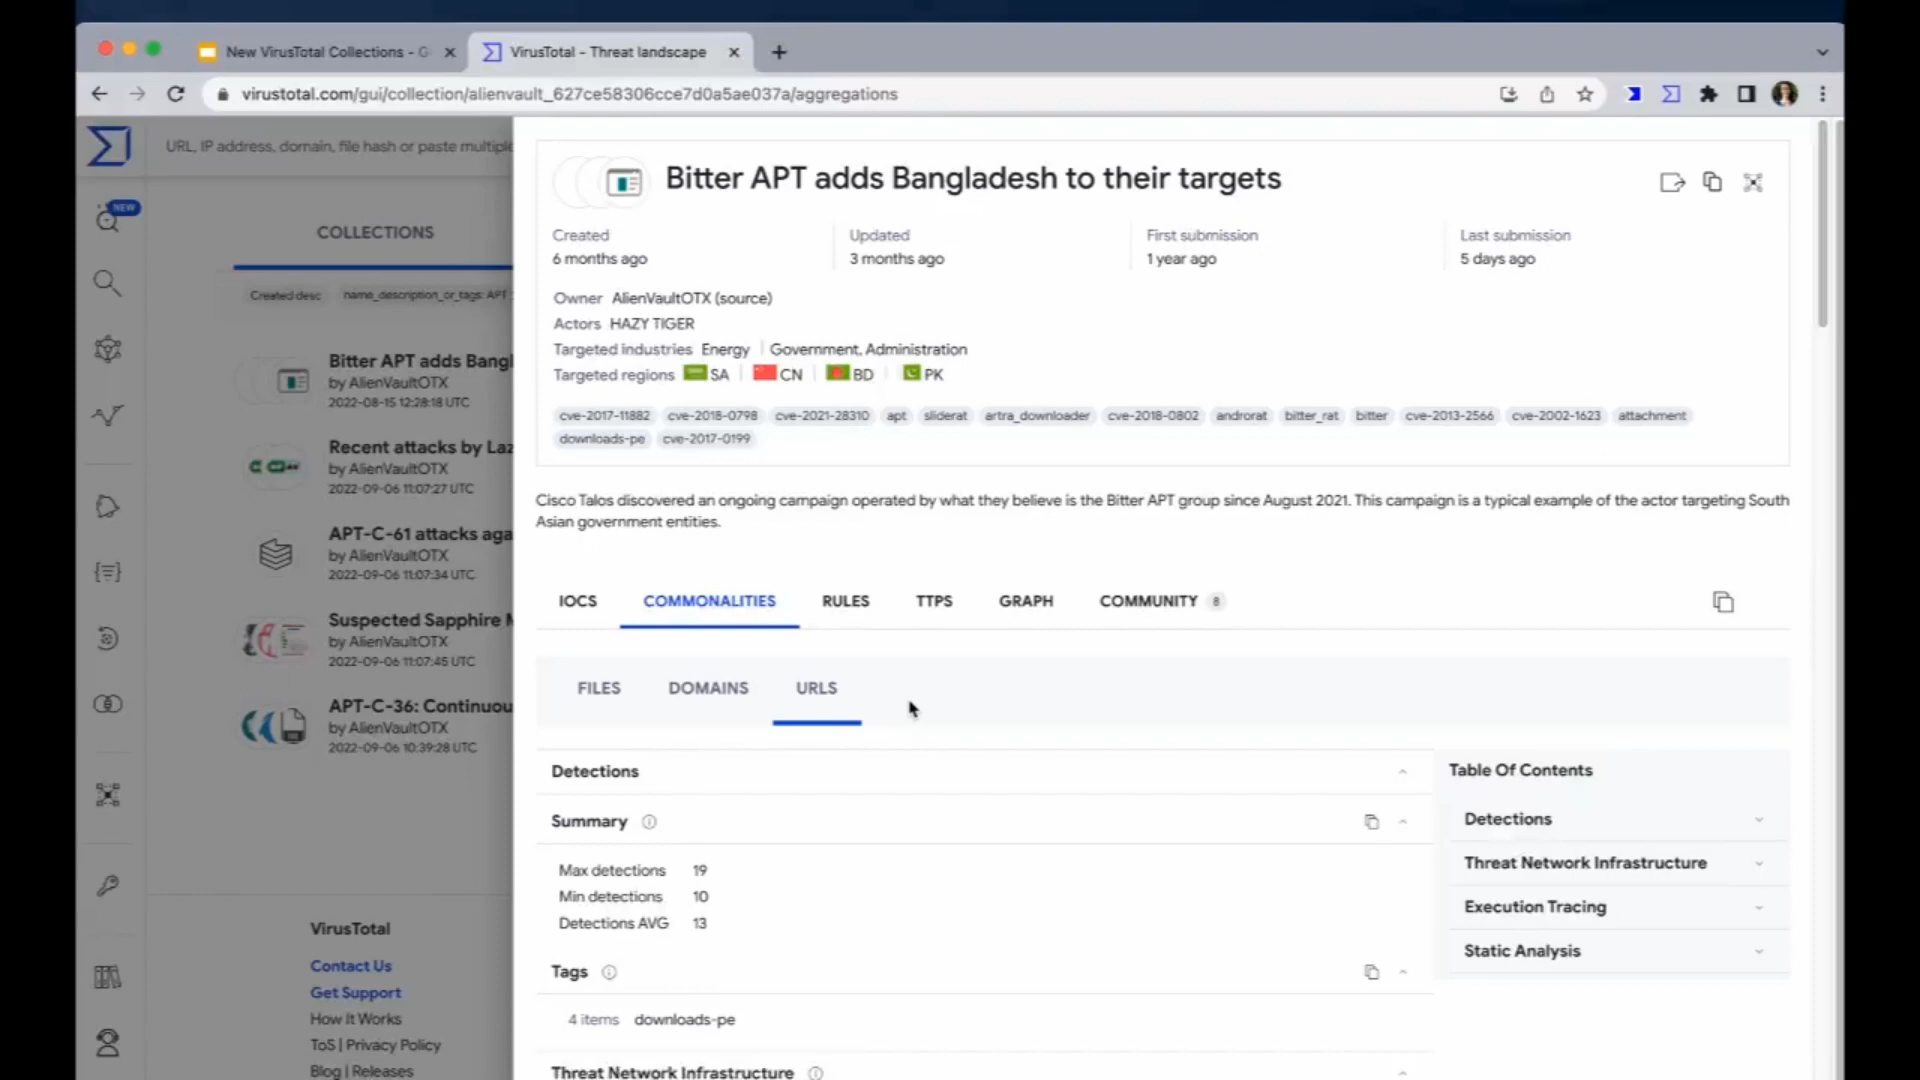 New VirusTotal Collections - G
VirusTotal - Threat landscape
virustotal.com/gui/collection/alienvault_627ce58306cce7d0a5ae037a/aggregations
URL, IP address, domain, file hash or paste multiple
NEW
COLLECTIONS
Created desc
name_description_or_tags: APT
Bitter APT adds Bangl
by AlienVaultOTX
2022-08-15 12:28:18 UTC
Recent attacks by Laz
by AlienVaultOTX
2022-09-06 11:07:27 UTC
APT-C-61 attacks aga
by AlienVaultOTX
2022-09-06 11:07:34 UTC
Suspected Sapphire
by AlienVaultOTX
2022-09-06 11:07:45 UTC
APT-C-36: Continuou
by AlienVaultOTX
2022-09-06 10:39:28 UTC
VirusTotal
Contact Us
Get Support
How It Works
ToS | Privacy Policy
Blog | Releases
Bitter APT adds Bangladesh to their targets
Created
6 months ago
Updated
3 months ago
First submission
1 year ago
Last submission
5 days ago
Owner AlienVaultOTX (source)
Actors HAZY TIGER
Targeted industries Energy | Government, Administration
Targeted regions SA | CN | BD | PK
cve-2017-11882 cve-2018-0798 cve-2021-28310 apt sliderat artra_downloader cve-2018-0802 androrat bitter_rat bitter cve-2013-2566 cve-2002-1623 attachment
downloads-pe cve-2017-0199
Cisco Talos discovered an ongoing campaign operated by what they believe is the Bitter APT group since August 2021. This campaign is a typical example of the actor targeting South
Asian government entities.
IOCS COMMONALITIES RULES TTPS GRAPH COMMUNITY 8
FILES DOMAINS URLS
Detections
Summary
Max detections 19
Min detections 10
Detections AVG 13
Tags
4 items downloads-pe
Threat Network Infrastructure
Table Of Contents
Detections
Threat Network Infrastructure
Execution Tracing
Static Analysis